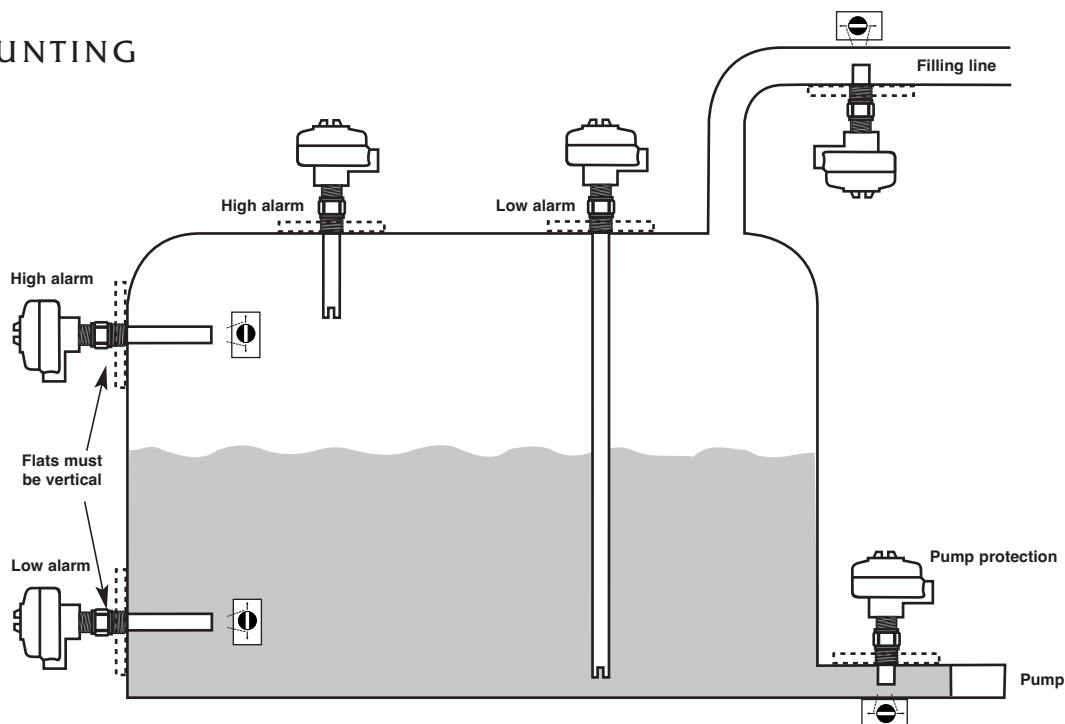 UNTING
Filling line
High alarm
Low alarm
High alarm
Flats must
be vertical
Low alarm
Pump protection
Pump